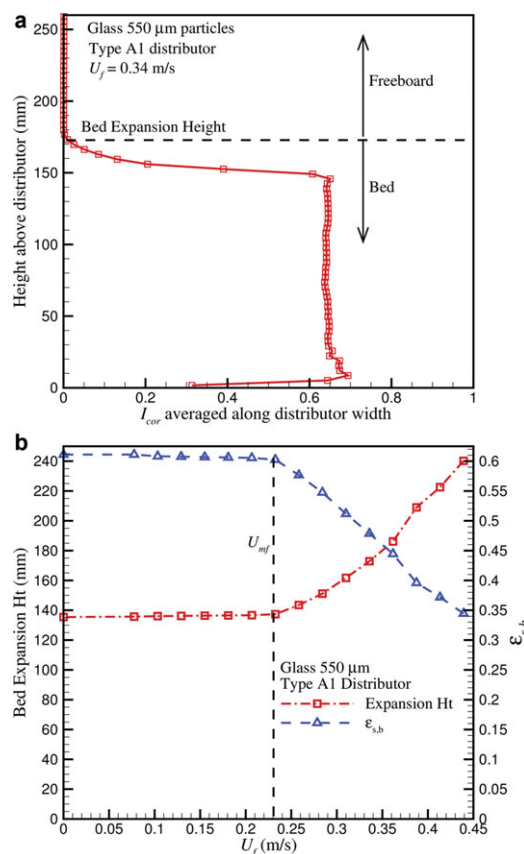 a
260
250
Glass 550 μm particles
Type A1 distributor
U_f = 0.34 m/s
Freeboard
200
Bed Expansion Height
Bed
150
100
50
0
Height above distributor (mm)
0 0.2 0.4 0.6 0.8 1
I_cor averaged along distributor width
b
240
220
200
180
160
140
120
100
80
60
40
20
0
Bed Expansion Ht (mm)
U_mf
Glass 550 μm
Type A1 Distributor
Expansion Ht
ε_s,b
0.6
0.55
0.5
0.45
0.4
0.35
0.3
0.25
0.2
0.15
0.1
0.05
0
ε_s,b
0 0.05 0.1 0.15 0.2 0.25 0.3 0.35 0.4 0.45
U_f (m/s)